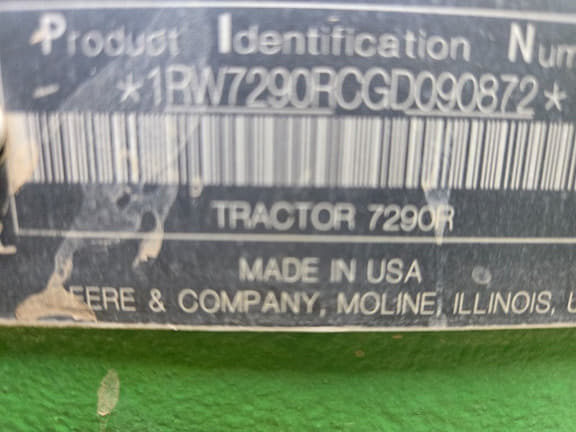 Product Identification Num
*1RW7290RCGD090872*
TRACTOR 7290R
MADE IN USA
EERE & COMPANY, MOLINE, ILLINOIS, U